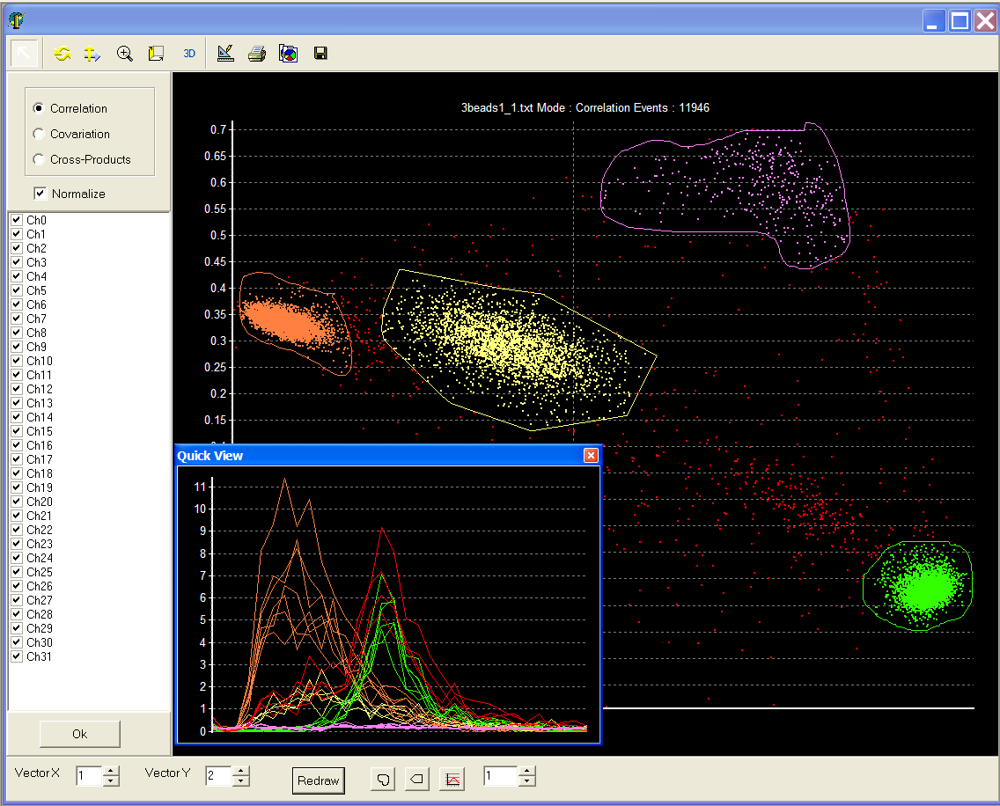 3D
Correlation
Covariation
Cross-Products
Normalize
Ch0
Ch1
Ch2
Ch3
Ch4
Ch5
Ch6
Ch7
Ch8
Ch9
Ch10
Ch11
Ch12
Ch13
Ch14
Ch15
Ch16
Ch17
Ch18
Ch19
Ch20
Ch21
Ch22
Ch23
Ch24
Ch25
Ch26
Ch27
Ch28
Ch29
Ch30
Ch31
Ok
3beads1_1.txt Mode : Correlation Events : 11946
0.7
0.65
0.6
0.55
0.5
0.45
0.4
0.35
0.3
0.25
0.2
0.15
Quick View
11
10
9
8
7
6
5
4
3
2
1
0
Vector X 1 Vector Y 2 Redraw 1